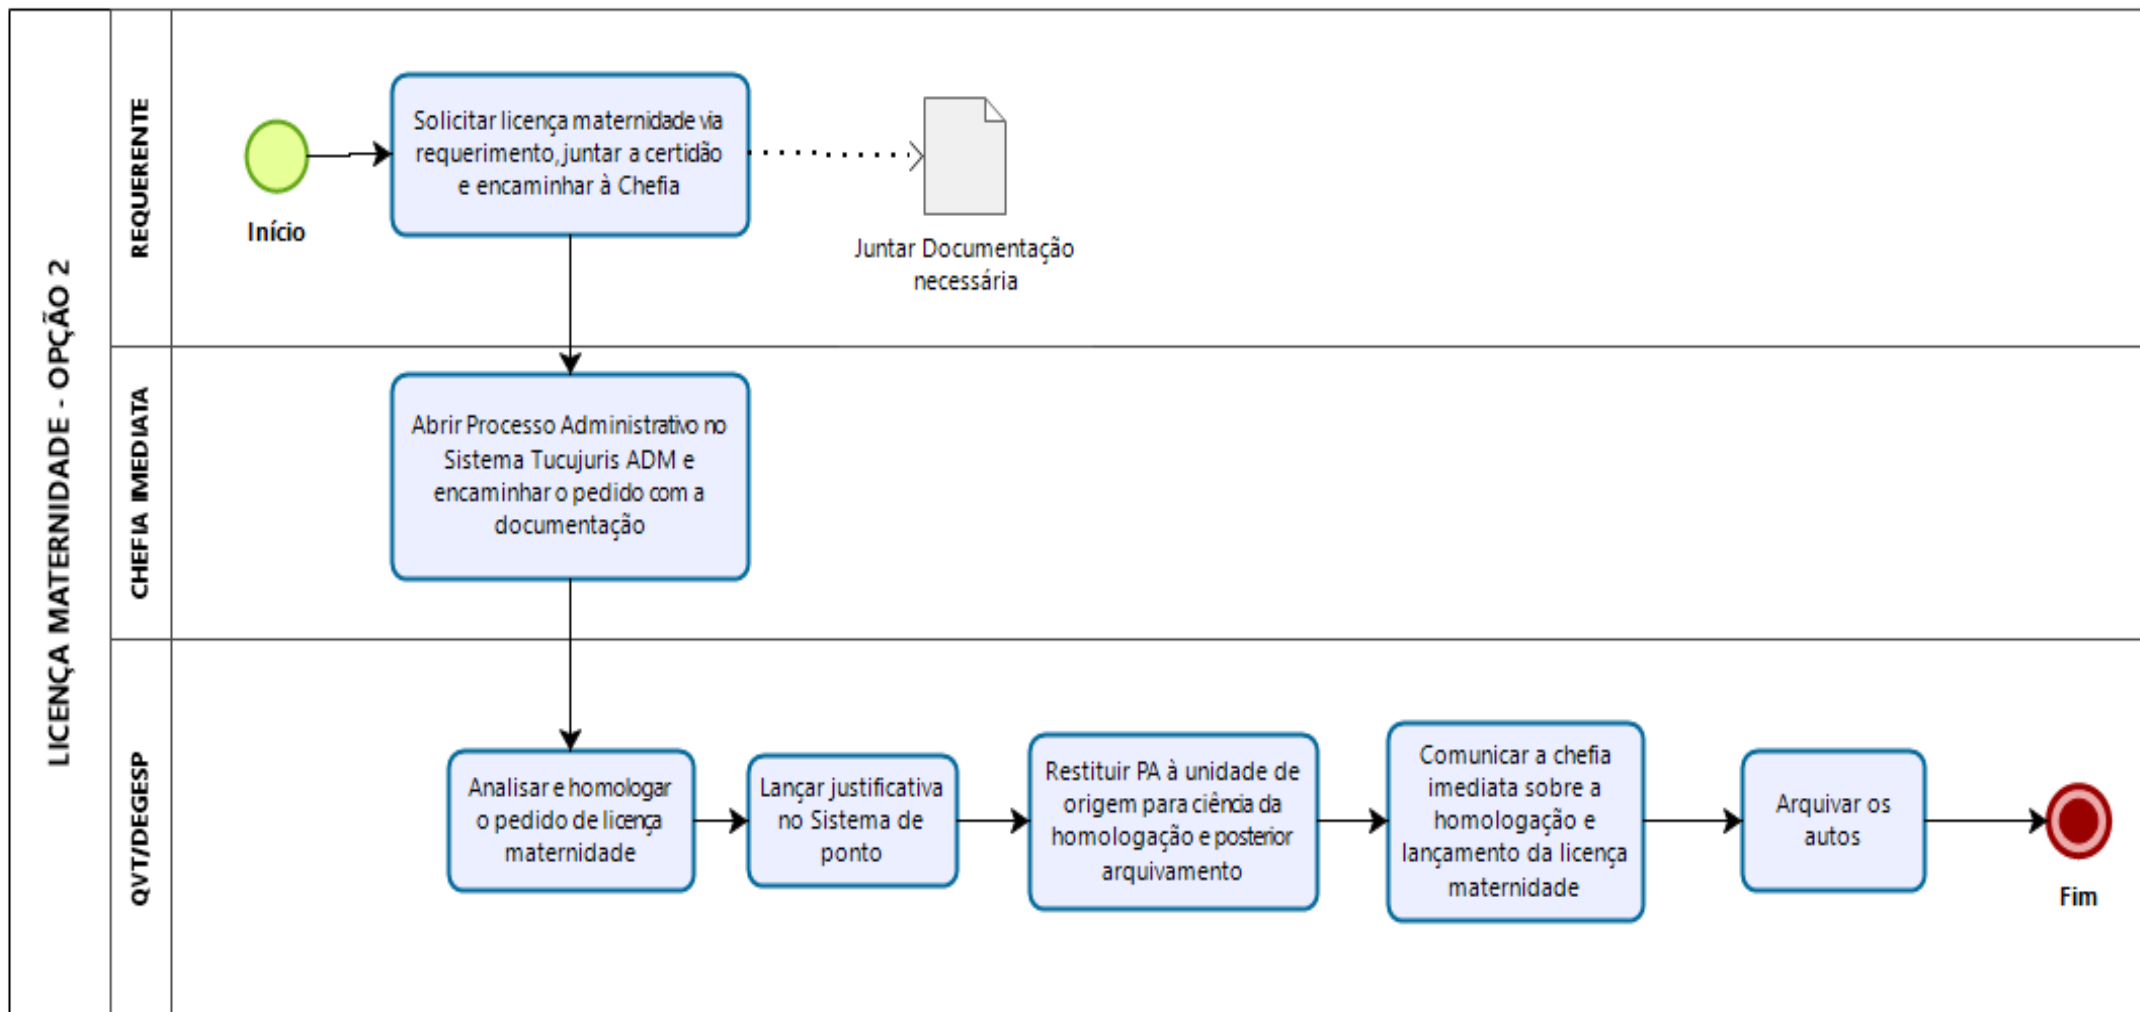 LICENÇA MATERNIDADE - OPÇÃO 2
REQUERENTE
Início
Solicitar licença maternidade via
requerimento, juntar a certidão
e encaminhar à Chefia
Juntar Documentação
necessária
CHEFIA IMEDIATA
Abrir Processo Administrativo no
Sistema Tucujuris ADM e
encaminhar o pedido com a
documentação
QVT/DEGESP
Analisar e homologar
o pedido de licença
maternidade
Lançar justificativa
no Sistema de
ponto
Restituir PA à unidade de
origem para ciência da
homologação e posterior
arquivamento
Comunicar a chefia
imediata sobre a
homologação e
lançamento da licença
maternidade
Arquivar os
autos
Fim